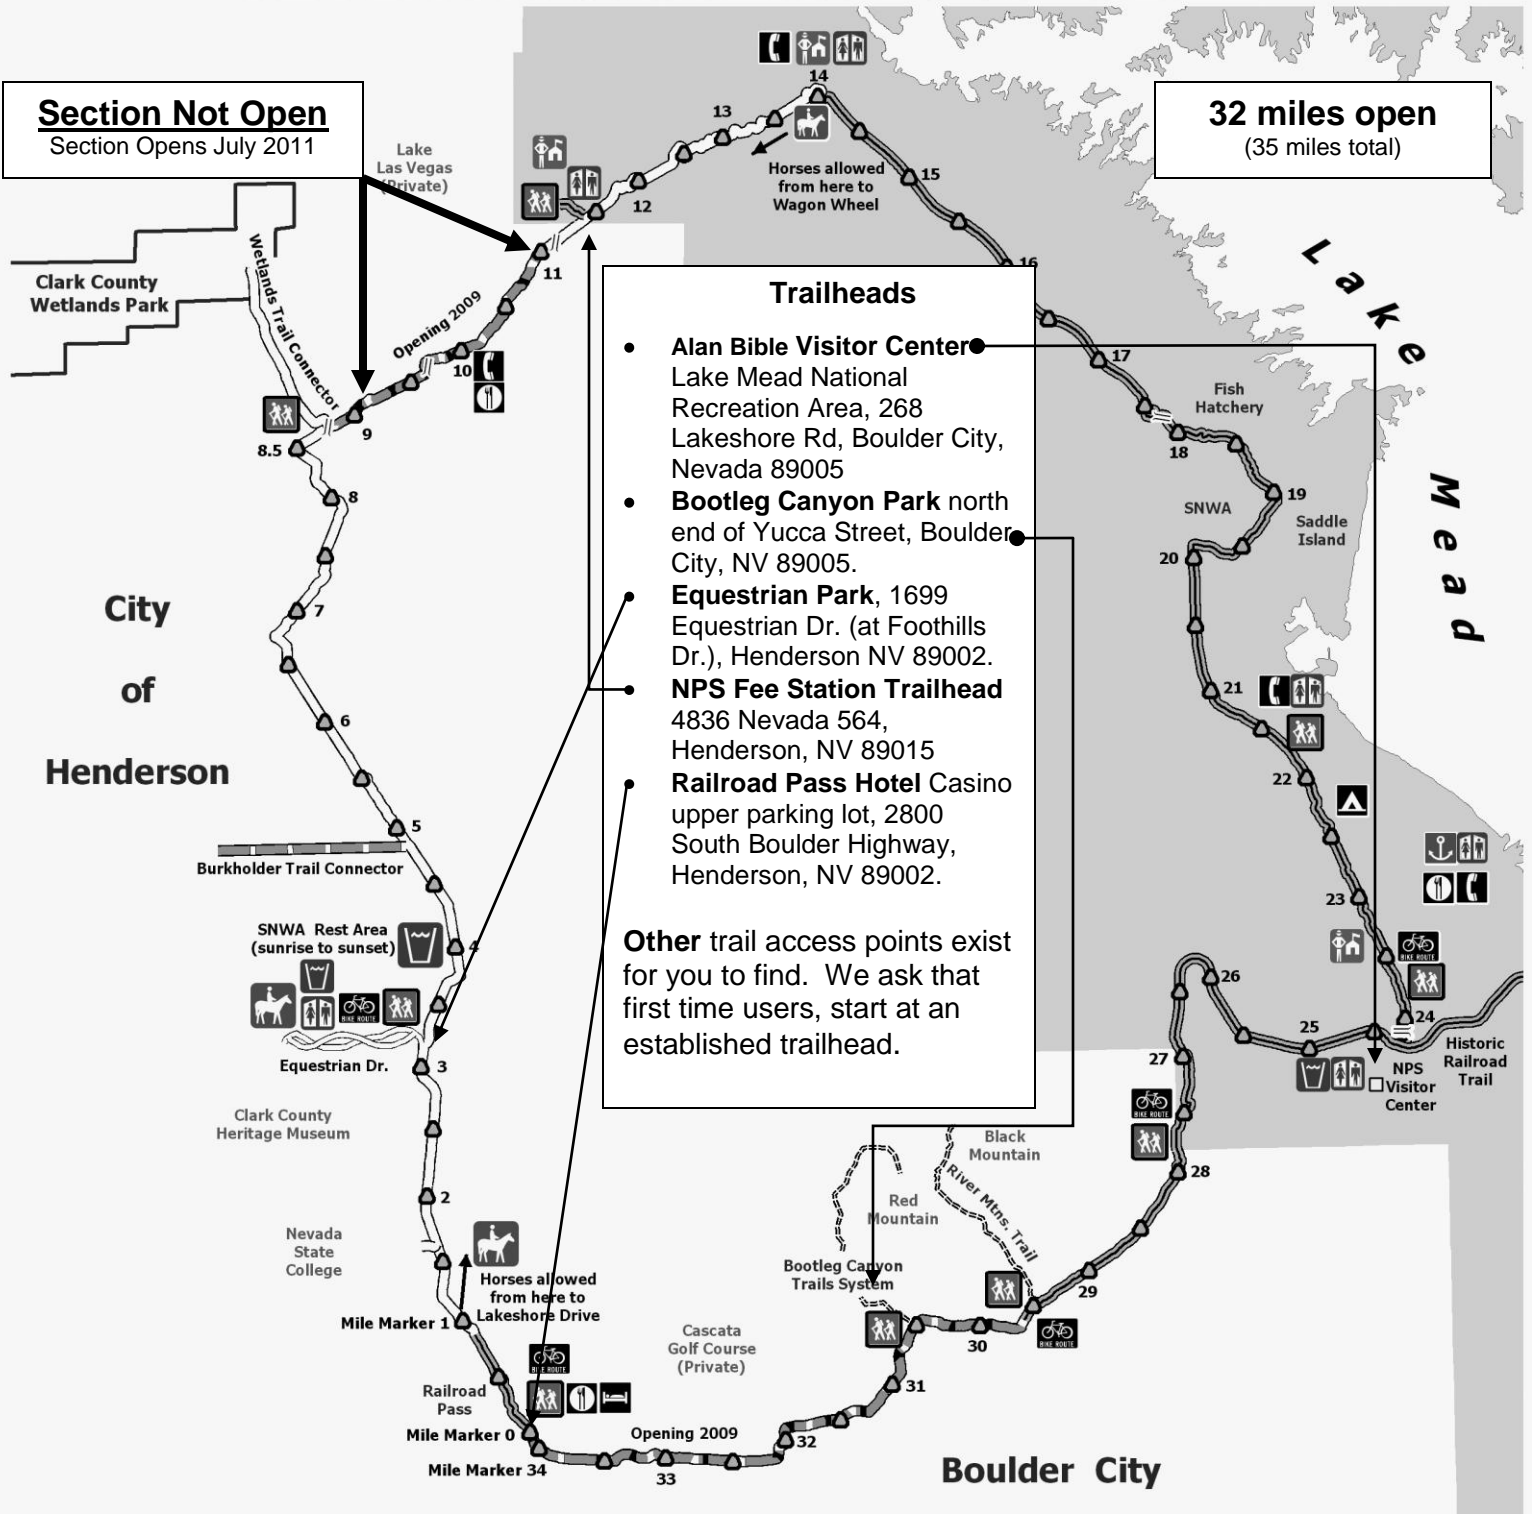 Section Not Open
Section Opens July 2011
32 miles open
(35 miles total)
Lake
Las Vegas
(Private)
14
13
Horses allowed
from here to
Wagon Wheel
15
12
11
16
Clark County
Wetlands Park
Wetlands Trail Connector
Opening 2009
10
9
8.5
8
7
6
5
City
of
Henderson
Burkholder Trail Connector
SNWA Rest Area
(sunrise to sunset)
4
BIKE ROUTE
Equestrian Dr.
3
Clark County
Heritage Museum
2
Nevada
State
College
Horses allowed
from here to
Lakeshore Drive
Mile Marker 1
BIKE ROUTE
Railroad
Pass
Mile Marker 0
Mile Marker 34
Trailheads
• Alan Bible Visitor Center
Lake Mead National
Recreation Area, 268
Lakeshore Rd, Boulder City,
Nevada 89005
• Bootleg Canyon Park north
end of Yucca Street, Boulder
City, NV 89005.
• Equestrian Park, 1699
Equestrian Dr. (at Foothills
Dr.), Henderson NV 89002.
• NPS Fee Station Trailhead
4836 Nevada 564,
Henderson, NV 89015
• Railroad Pass Hotel Casino
upper parking lot, 2800
South Boulder Highway,
Henderson, NV 89002.
Other trail access points exist
for you to find. We ask that
first time users, start at an
established trailhead.
Lake Mead
17
Fish
Hatchery
18
19
SNWA
Saddle
Island
20
21
22
23
BIKE ROUTE
24
26
25
27
Historic
Railroad
Trail
NPS
Visitor
Center
BIKE ROUTE
28
Black
Mountain
River Mtns. Trail
Red
Mountain
Bootleg Canyon
Trails System
29
BIKE ROUTE
30
Cascata
Golf Course
(Private)
31
32
Opening 2009
33
Boulder City